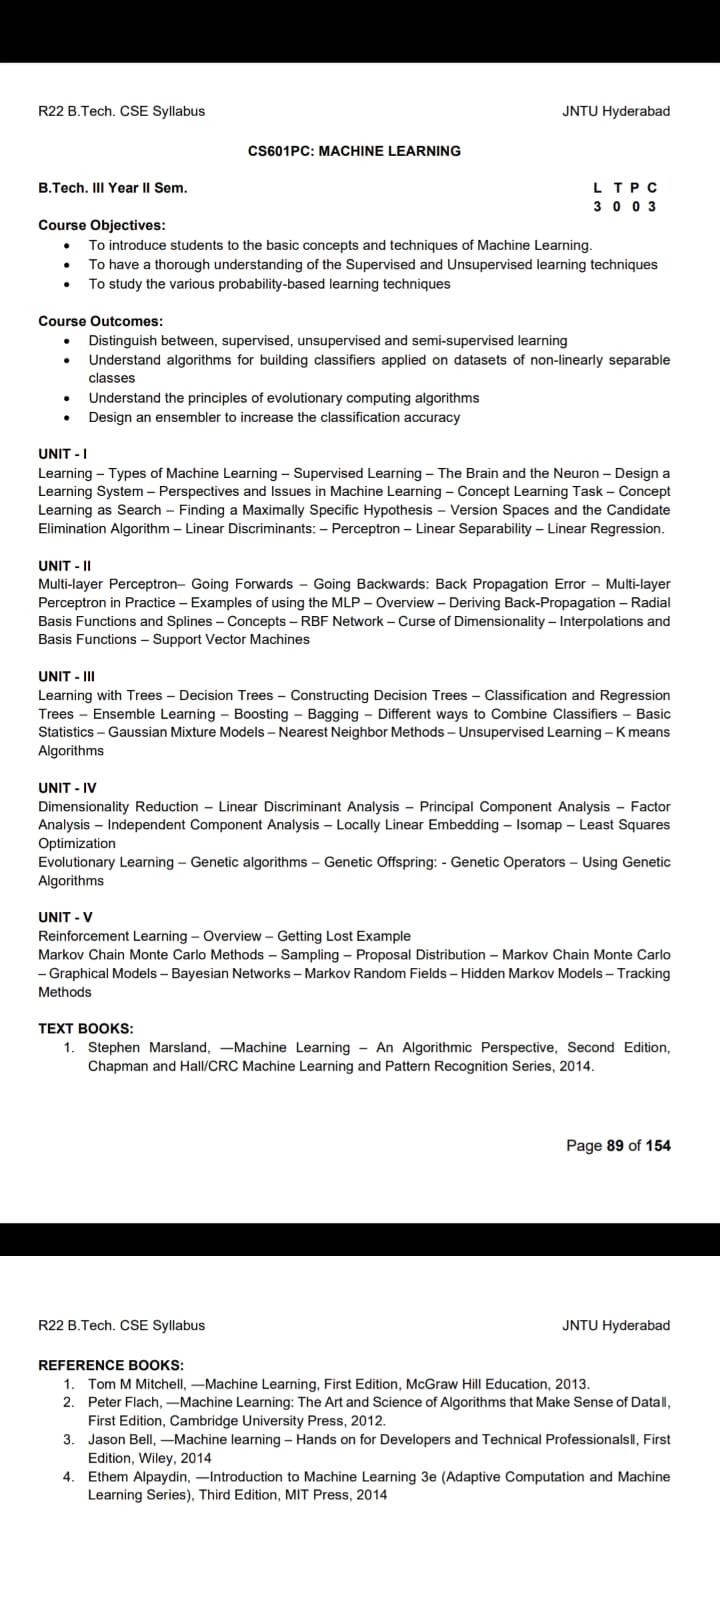 R22 B.Tech. CSE Syllabus JNTU Hyderabad
CS601PC: MACHINE LEARNING
B.Tech. III Year II Sem. L T P C
3 0 0 3
Course Objectives:
• To introduce students to the basic concepts and techniques of Machine Learning.
• To have a thorough understanding of the Supervised and Unsupervised learning techniques
• To study the various probability-based learning techniques
Course Outcomes:
• Distinguish between, supervised, unsupervised and semi-supervised learning
• Understand algorithms for building classifiers applied on datasets of non-linearly separable
classes
• Understand the principles of evolutionary computing algorithms
• Design an ensembler to increase the classification accuracy
UNIT - I
Learning – Types of Machine Learning – Supervised Learning – The Brain and the Neuron – Design a
Learning System – Perspectives and Issues in Machine Learning – Concept Learning Task – Concept
Learning as Search – Finding a Maximally Specific Hypothesis – Version Spaces and the Candidate
Elimination Algorithm – Linear Discriminants: – Perceptron – Linear Separability – Linear Regression.
UNIT - II
Multi-layer Perceptron– Going Forwards – Going Backwards: Back Propagation Error – Multi-layer
Perceptron in Practice – Examples of using the MLP – Overview – Deriving Back-Propagation – Radial
Basis Functions and Splines – Concepts – RBF Network – Curse of Dimensionality – Interpolations and
Basis Functions – Support Vector Machines
UNIT - III
Learning with Trees – Decision Trees – Constructing Decision Trees – Classification and Regression
Trees – Ensemble Learning – Boosting – Bagging – Different ways to Combine Classifiers – Basic
Statistics – Gaussian Mixture Models – Nearest Neighbor Methods – Unsupervised Learning – K means
Algorithms
UNIT - IV
Dimensionality Reduction – Linear Discriminant Analysis – Principal Component Analysis – Factor
Analysis – Independent Component Analysis – Locally Linear Embedding – Isomap – Least Squares
Optimization
Evolutionary Learning – Genetic algorithms – Genetic Offspring: - Genetic Operators – Using Genetic
Algorithms
UNIT - V
Reinforcement Learning – Overview – Getting Lost Example
Markov Chain Monte Carlo Methods – Sampling – Proposal Distribution – Markov Chain Monte Carlo
– Graphical Models – Bayesian Networks – Markov Random Fields – Hidden Markov Models – Tracking
Methods
TEXT BOOKS:
1. Stephen Marsland, ―Machine Learning – An Algorithmic Perspective, Second Edition,
Chapman and Hall/CRC Machine Learning and Pattern Recognition Series, 2014.
Page 89 of 154
R22 B.Tech. CSE Syllabus JNTU Hyderabad
REFERENCE BOOKS:
1. Tom M Mitchell, ―Machine Learning, First Edition, McGraw Hill Education, 2013.
2. Peter Flach, ―Machine Learning: The Art and Science of Algorithms that Make Sense of Data‖,
First Edition, Cambridge University Press, 2012.
3. Jason Bell, ―Machine learning – Hands on for Developers and Technical Professionals‖, First
Edition, Wiley, 2014
4. Ethem Alpaydin, ―Introduction to Machine Learning 3e (Adaptive Computation and Machine
Learning Series), Third Edition, MIT Press, 2014